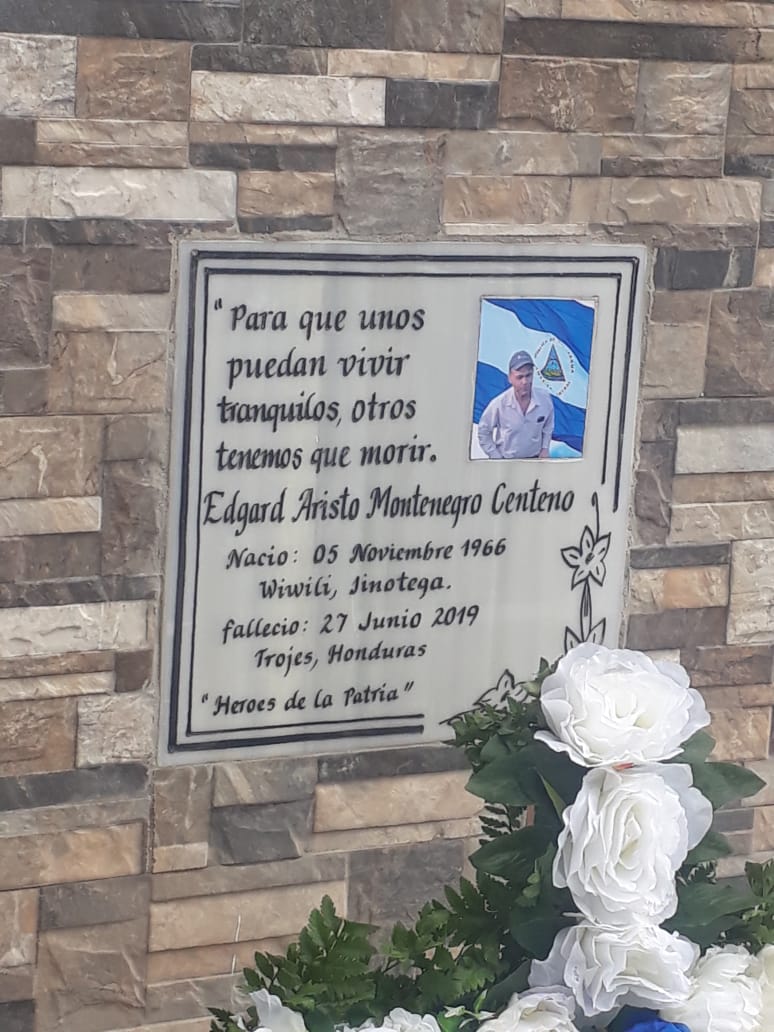 "Para que unos
puedan vivir
tranquilos, otros
tenemos que morir.
Edgard Aristo Montenegro Centeno
Nacio: 05 Noviembre 1966
Wiwili, Jinotega.
fallecio: 27 Junio 2019
Trojes, Honduras
"Heroes de la Patria"